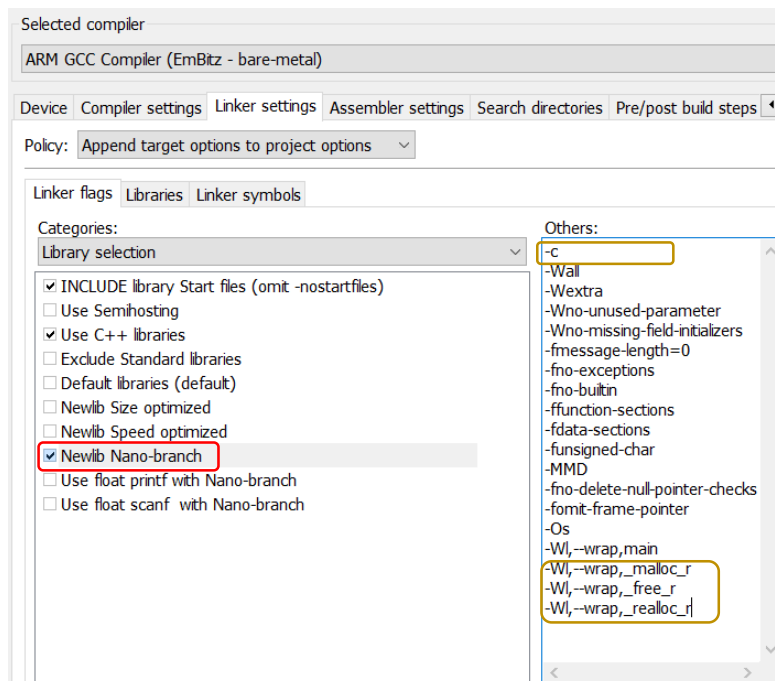 Selected compiler
ARM GCC Compiler (EmBitz - bare-metal)
Device Compiler settings Linker settings Assembler settings Search directories Pre/post build steps
Policy: Append target options to project options
Linker flags Libraries Linker symbols
Categories:
Library selection
INCLUDE library Start files (omit -nostartfiles)
Use Semihosting
Use C++ libraries
Exclude Standard libraries
Default libraries (default)
Newlib Size optimized
Newlib Speed optimized
Newlib Nano-branch
Use float printf with Nano-branch
Use float scanf with Nano-branch
Others:
-c
-Wall
-Wextra
-Wno-unused-parameter
-Wno-missing-field-initializers
-fmessage-length=0
-fno-exceptions
-fno-builtin
-ffunction-sections
-fdata-sections
-funsigned-char
-MMD
-fno-delete-null-pointer-checks
-fomit-frame-pointer
-Os
-Wl,--wrap,main
-Wl,--wrap,_malloc_r
-Wl,--wrap,_free_r
-Wl,--wrap,_realloc_r